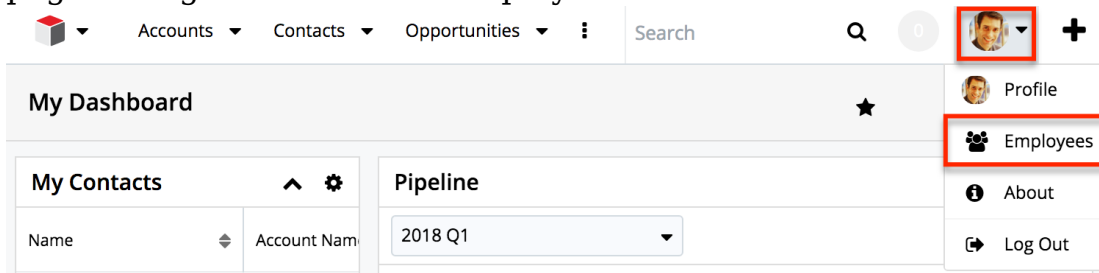 Accounts Contacts Opportunities Search 0
Profile
My Dashboard
Employees
My Contacts Pipeline
About
Name Account Nam 2018 Q1
Log Out